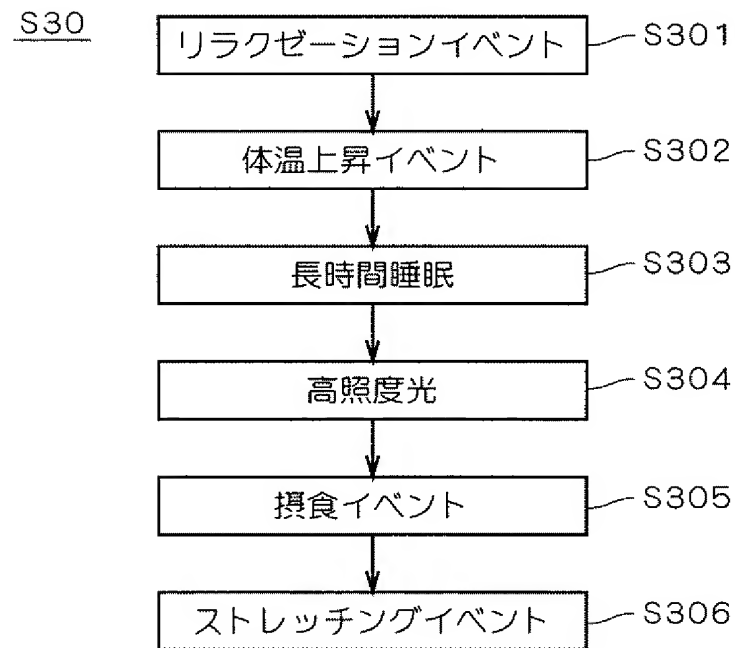 S30
リラクゼーションイベント S301
体温上昇イベント S302
長時間睡眠 S303
高照度光 S304
摂食イベント S305
ストレッチングイベント S306